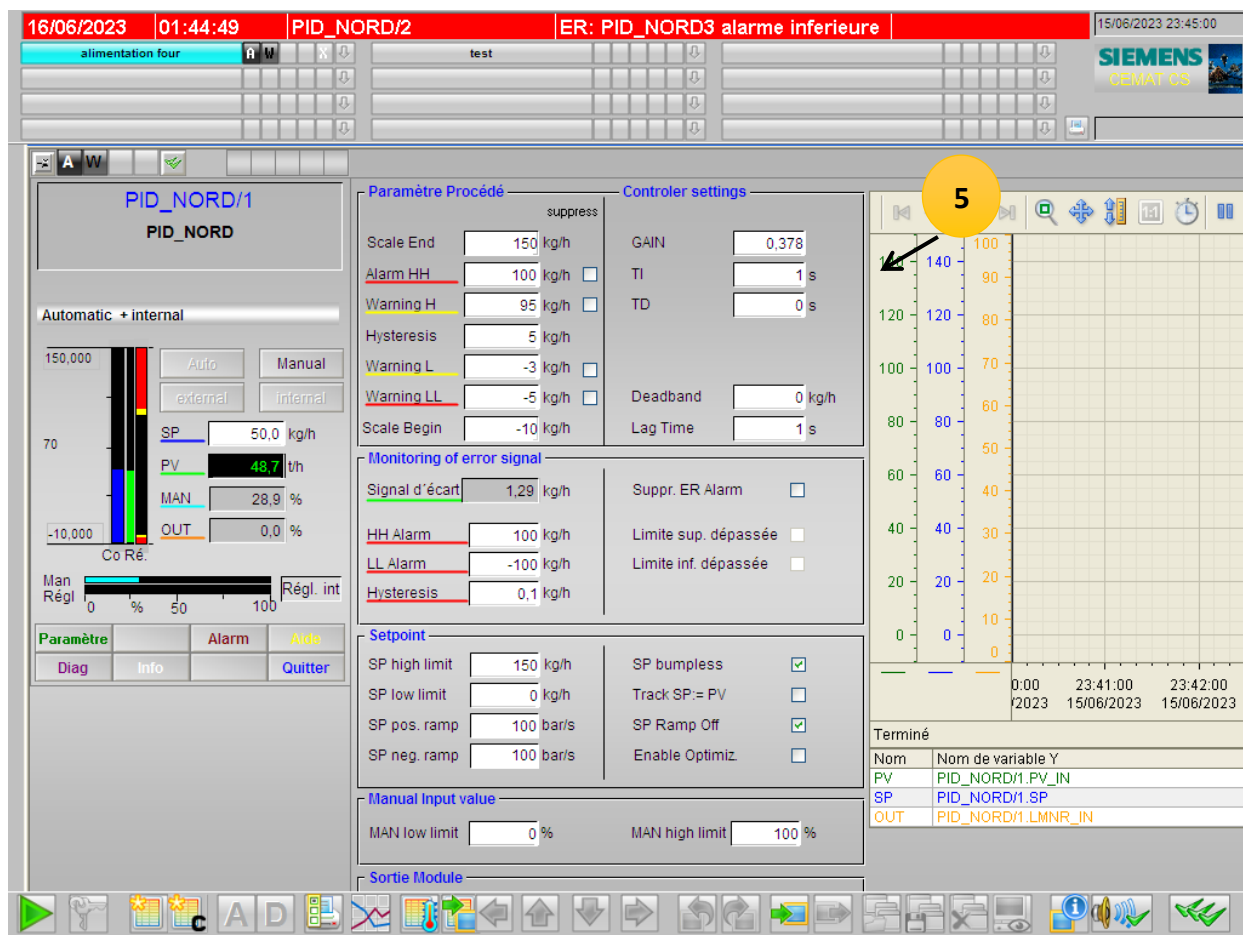 16/06/2023 01:44:49 PID_NORD/2 ER: PID_NORD3 alarme inferieure
15/06/2023 23:45:00
alimentation four A W X test
SIEMENS
CEMAT CS
A W
PID_NORD/1
PID_NORD
Automatic + internal
150,000
Auto Manual
external internal
SP 50,0 kg/h
70
PV 48,7 t/h
MAN 28,9 %
-10,000
OUT 0,0 %
Co Ré.
Man
Régl
0 % 50 100
Régl. int
Paramètre Alarm Aide
Diag Info Quitter
Paramètre Procédé
suppress
Scale End 150 kg/h
Alarm HH 100 kg/h
Warning H 95 kg/h
Hysteresis 5 kg/h
Warning L -3 kg/h
Warning LL -5 kg/h
Scale Begin -10 kg/h
Controler settings
GAIN 0,378
TI 1 s
TD 0 s
Deadband 0 kg/h
Lag Time 1 s
Monitoring of error signal
Signal d´écart 1,29 kg/h
HH Alarm 100 kg/h
LL Alarm -100 kg/h
Hysteresis 0,1 kg/h
Suppr. ER Alarm
Limite sup. dépassée
Limite inf. dépassée
Setpoint
SP high limit 150 kg/h
SP low limit 0 kg/h
SP pos. ramp 100 bar/s
SP neg. ramp 100 bar/s
SP bumpless
Track SP:= PV
SP Ramp Off
Enable Optimiz.
Manual Input value
MAN low limit 0 %
MAN high limit 100 %
Sortie Module
5
1:1
100
140
90
120 120 80
100 100 70
60
80 80
50
60 60
40
40 40
30
20 20 20
10
0 0
0
0:00 23:41:00 23:42:00
/2023 15/06/2023 15/06/2023
Terminé
Nom Nom de variable Y
PV PID_NORD/1.PV_IN
SP PID_NORD/1.SP
OUT PID_NORD/1.LMNR_IN
C A D